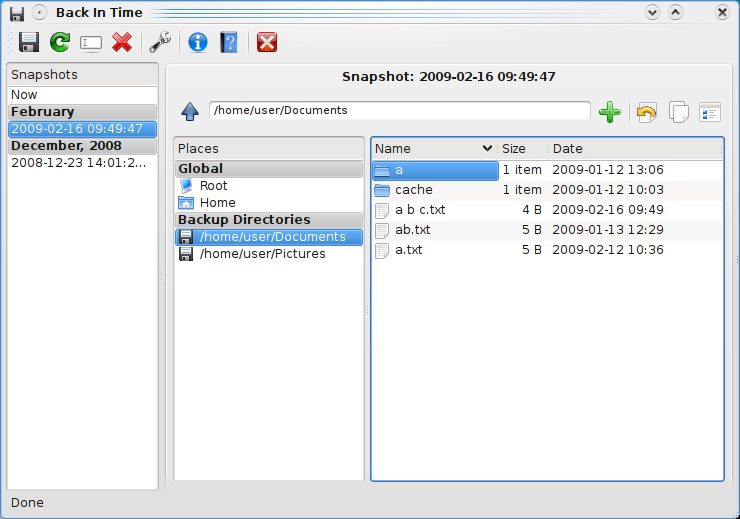 Back In Time
Snapshots
Now
February
2009-02-16 09:49:47
December, 2008
2008-12-23 14:01:2...
Snapshot: 2009-02-16 09:49:47
/home/user/Documents
Places
Global
Root
Home
Backup Directories
/home/user/Documents
/home/user/Pictures
Name Size Date
a 1 item 2009-01-12 13:06
cache 1 item 2009-01-12 10:03
a b c.txt 4 B 2009-02-16 09:49
ab.txt 5 B 2009-01-13 12:29
a.txt 5 B 2009-02-12 10:36
Done